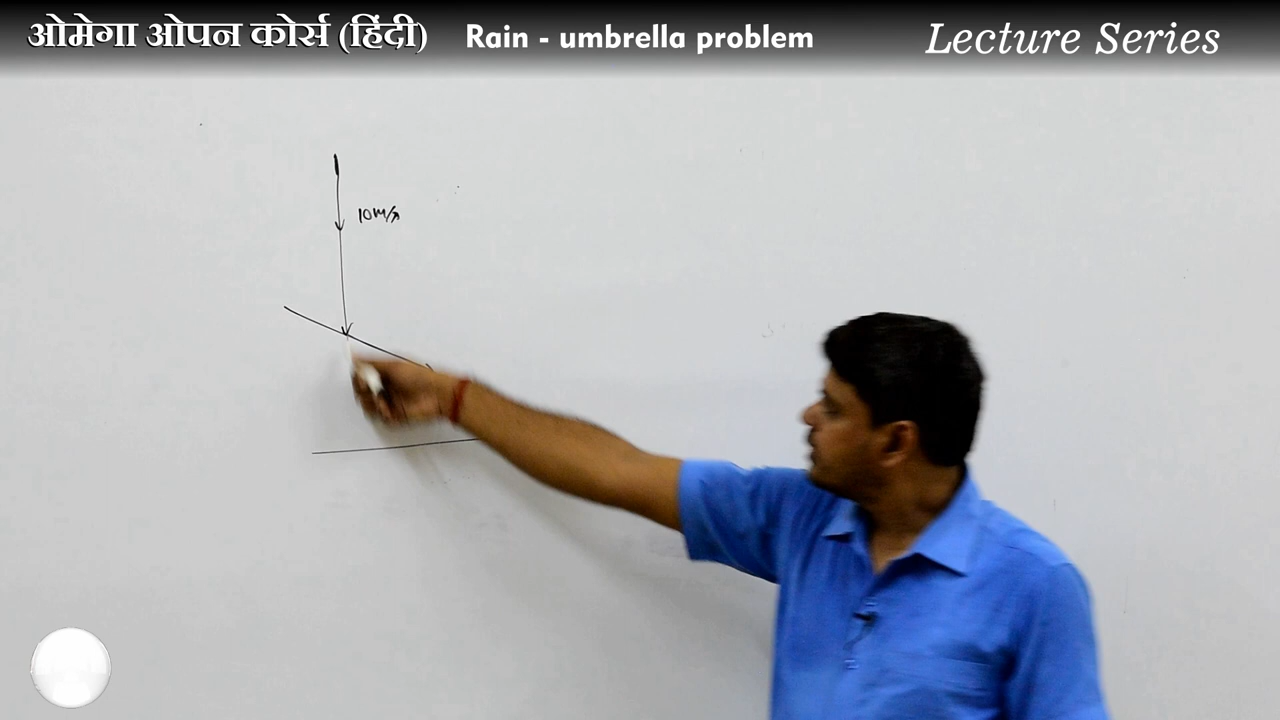 ओमेगा ओपन कोर्स (हिंदी) Rain - umbrella problem Lecture Series
10m/s